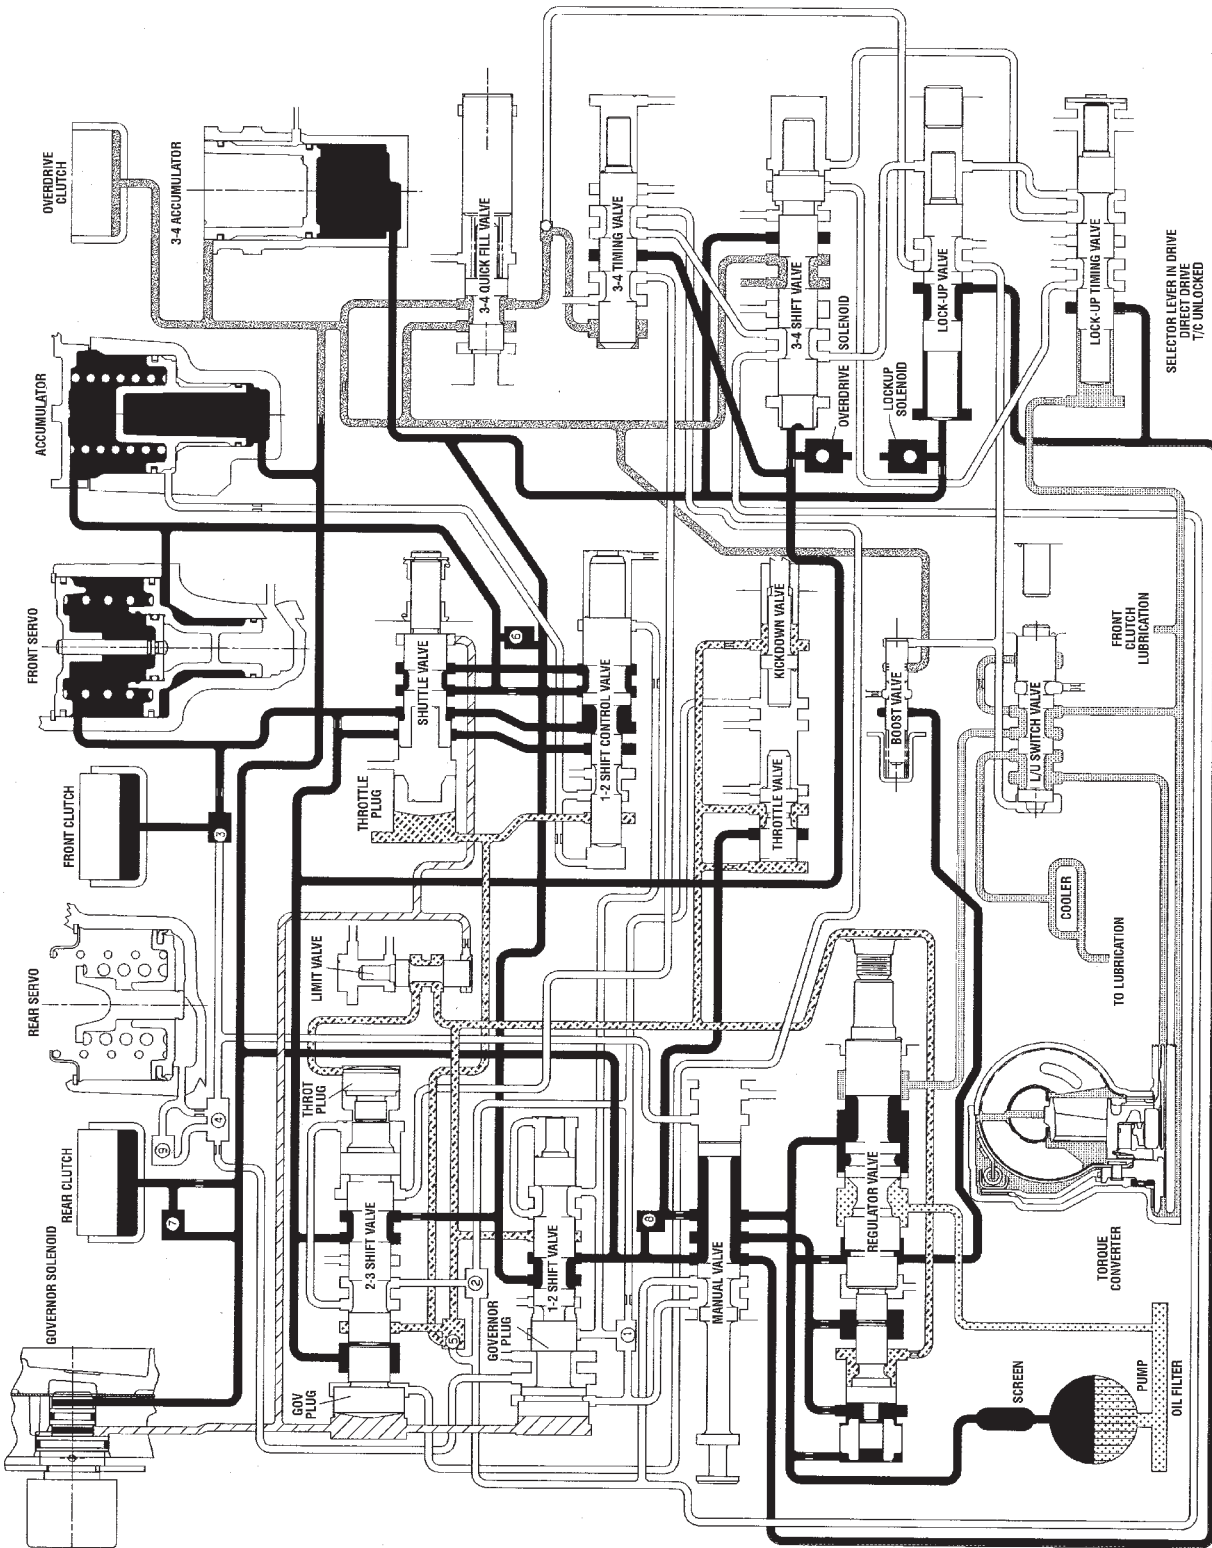 OVERDRIVE
CLUTCH
3-4 ACCUMULATOR
3-4 QUICK FILL VALVE
3-4 TIMING VALVE
3-4 SHIFT VALVE
OVERDRIVE SOLENOID
LOCKUP
SOLENOID
LOCK-UP VALVE
LOCK-UP TIMING VALVE
SELECTOR LEVER IN DRIVE
DIRECT DRIVE
T/C UNLOCKED
ACCUMULATOR
FRONT SERVO
SHUTTLE VALVE
6
1-2 SHIFT CONTROL VALVE
KICKDOWN VALVE
BOOST VALVE
L/U SWITCH VALVE
FRONT
CLUTCH
LUBRICATION
FRONT CLUTCH
3
THROTTLE
PLUG
THROTTLE VALVE
COOLER
TO LUBRICATION
REAR SERVO
LIMIT VALVE
9
4
THROT
PLUG
REAR CLUTCH
7
2-3 SHIFT VALVE
2
5
1-2 SHIFT VALVE
8
MANUAL VALVE
REGULATOR VALVE
TORQUE
CONVERTER
GOVERNOR SOLENOID
GOV
PLUG
GOVERNOR
PLUG
1
SCREEN
PUMP
OIL FILTER